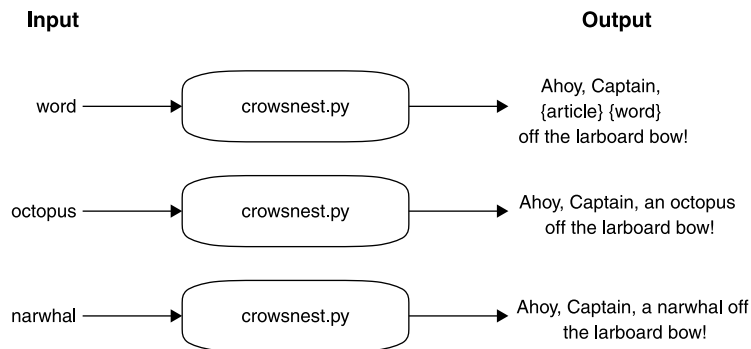 Input
Output
word
crowsnest.py
Ahoy, Captain,
{article} {word}
off the larboard bow!
octopus
crowsnest.py
Ahoy, Captain, an octopus
off the larboard bow!
narwhal
crowsnest.py
Ahoy, Captain, a narwhal off
the larboard bow!